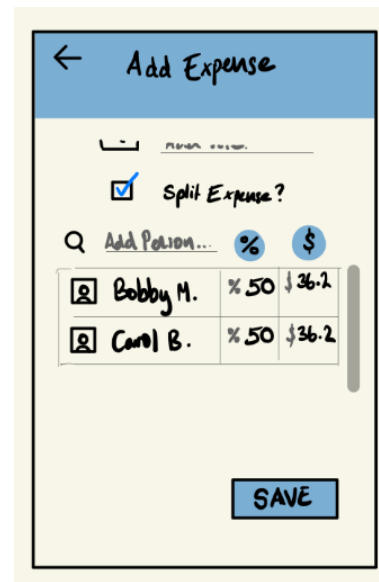 Add Expense
Split Expense?
Add Person... % $
Bobby M. % 50 $36.2
Carol B. % 50 $36.2
SAVE